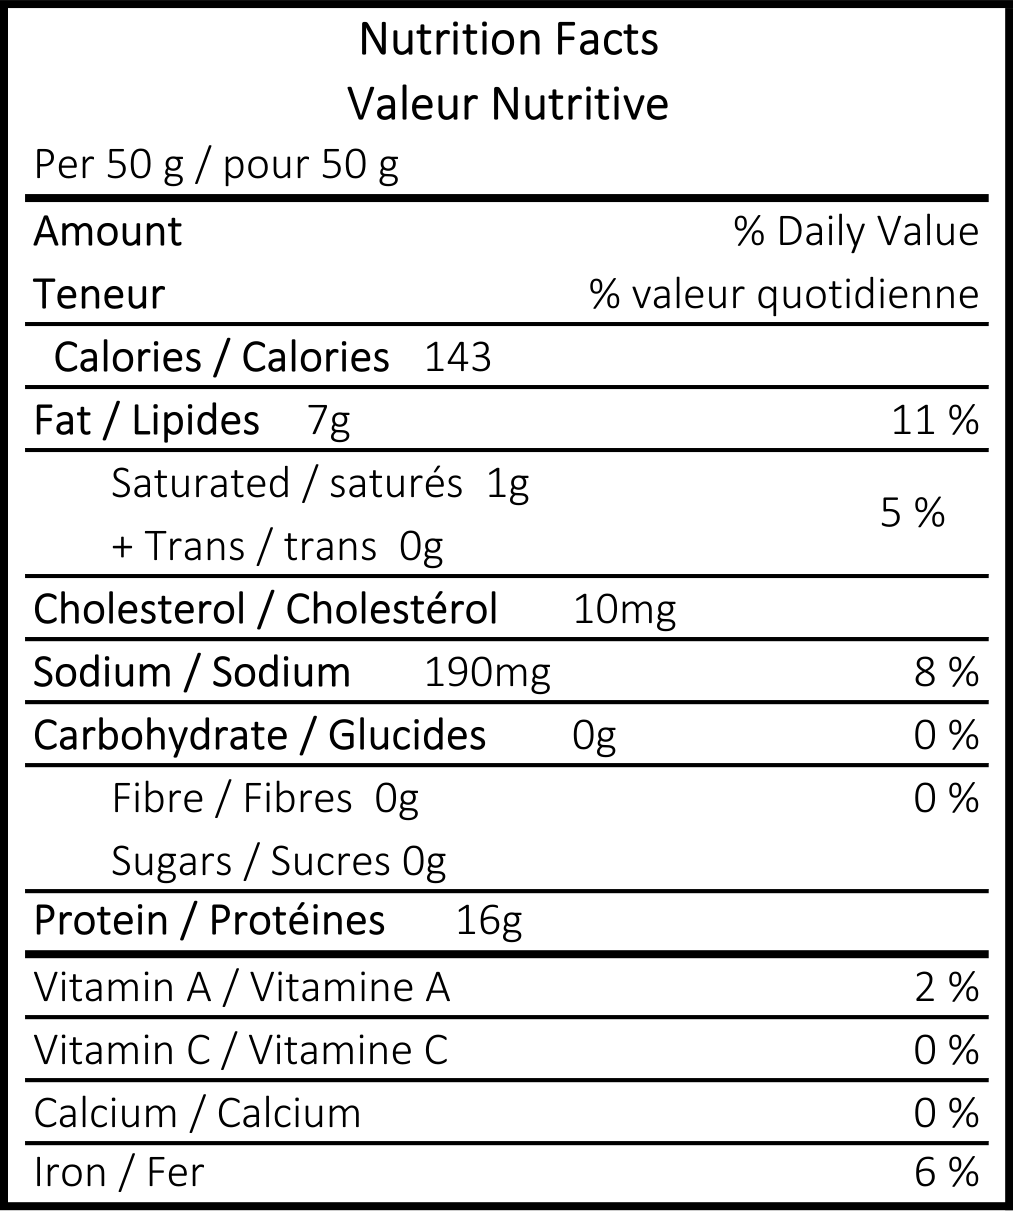 Nutrition Facts
Valeur Nutritive
Per 50 g / pour 50 g
Amount % Daily Value
Teneur % valeur quotidienne
Calories / Calories 143
Fat / Lipides 7g 11 %
Saturated / saturés 1g
5 %
+ Trans / trans 0g
Cholesterol / Cholestérol 10mg
Sodium / Sodium 190mg 8 %
Carbohydrate / Glucides 0g 0 %
Fibre / Fibres 0g 0 %
Sugars / Sucres 0g
Protein / Protéines 16g
Vitamin A / Vitamine A 2 %
Vitamin C / Vitamine C 0 %
Calcium / Calcium 0 %
Iron / Fer 6 %